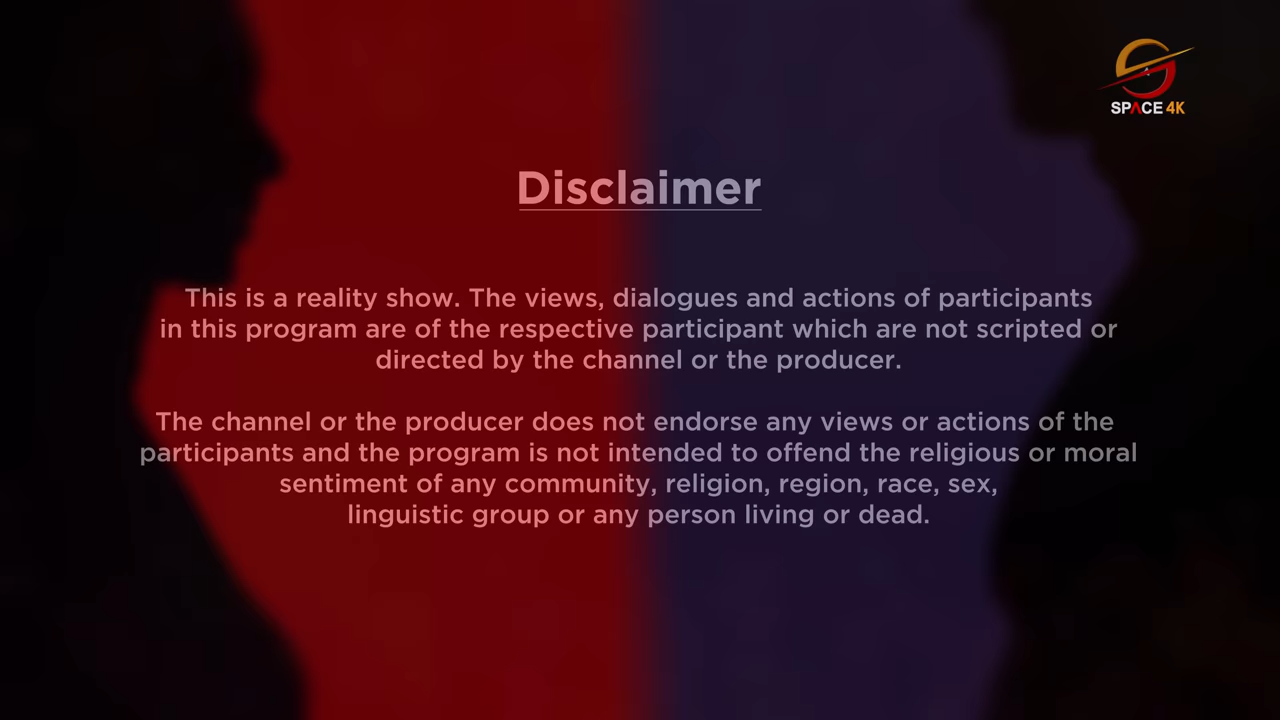 SPACE 4K
Disclaimer
This is a reality show. The views, dialogues and actions of participants
in this program are of the respective participant which are not scripted or
directed by the channel or the producer.
The channel or the producer does not endorse any views or actions of the
participants and the program is not intended to offend the religious or moral
sentiment of any community, religion, region, race, sex,
linguistic group or any person living or dead.